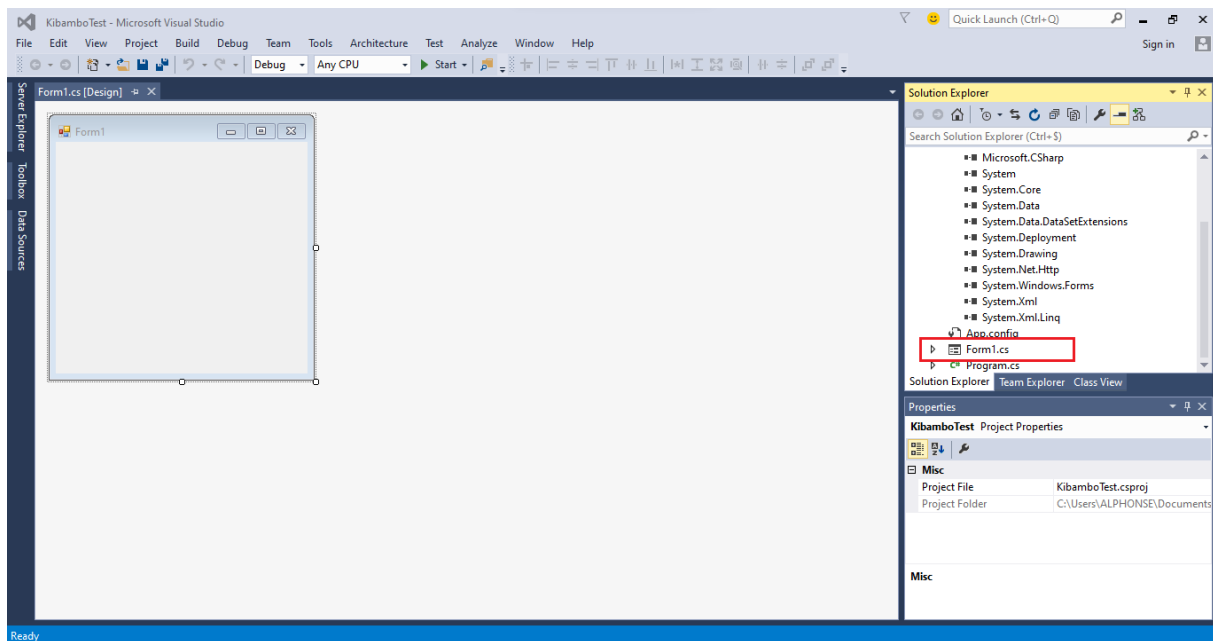 KibamboTest - Microsoft Visual Studio
Quick Launch (Ctrl+Q)
File Edit View Project Build Debug Team Tools Architecture Test Analyze Window Help
Sign in
Debug Any CPU Start
Server Explorer
Toolbox
Data Sources
Form1.cs [Design]
Form1
Solution Explorer
Search Solution Explorer (Ctrl+$)
Microsoft.CSharp
System
System.Core
System.Data
System.Data.DataSetExtensions
System.Deployment
System.Drawing
System.Net.Http
System.Windows.Forms
System.Xml
System.Xml.Linq
App.config
Form1.cs
C# Program.cs
Solution Explorer Team Explorer Class View
Properties
KibamboTest Project Properties
Misc
Project File KibamboTest.csproj
Project Folder C:\Users\ALPHONSE\Documents
Misc
Ready